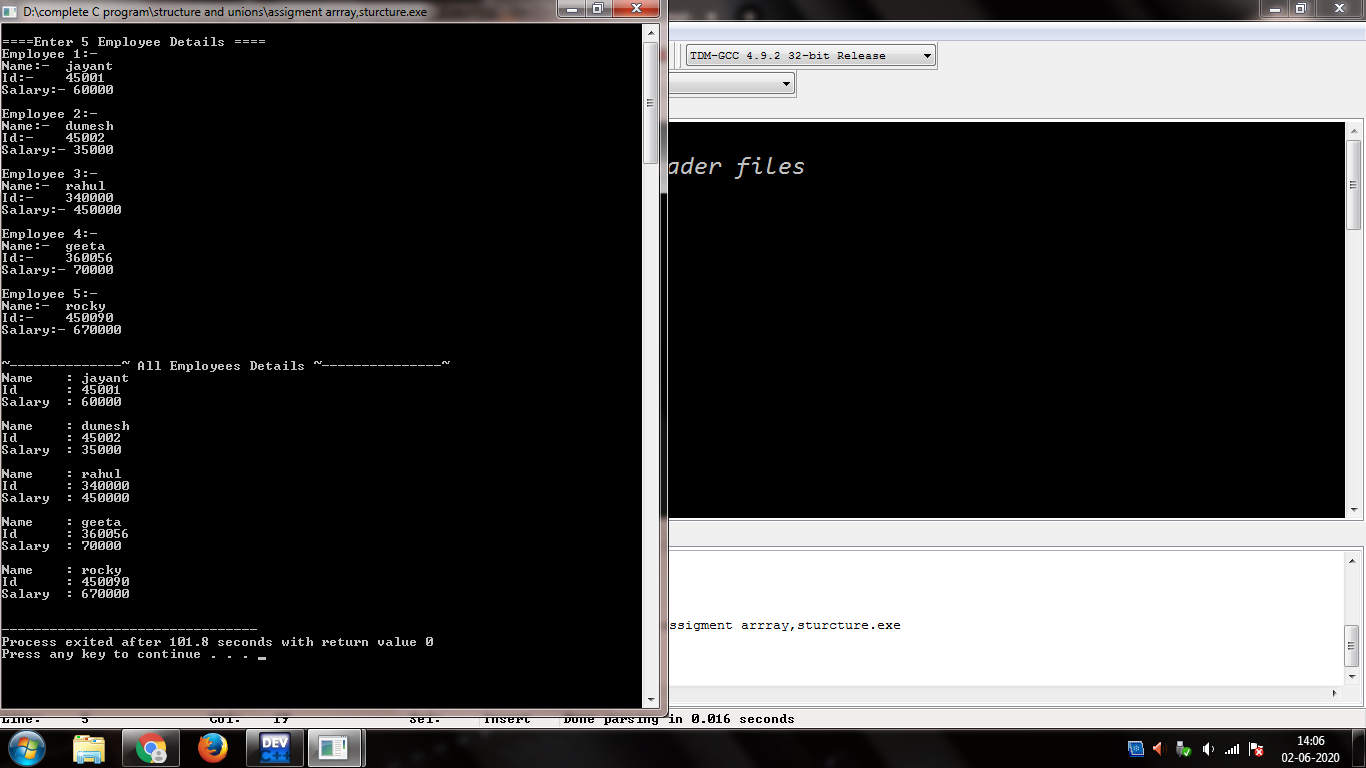 D:\complete C program\structure and unions\assigment arrray,sturcture.exe
====Enter 5 Employee Details ====
Employee 1:-
Name:-  jayant
Id:-    45001
Salary:- 60000
Employee 2:-
Name:-  dumesh
Id:-    45002
Salary:- 35000
Employee 3:-
Name:-  rahul
Id:-    340000
Salary:- 450000
Employee 4:-
Name:-  geeta
Id:-    360056
Salary:- 70000
Employee 5:-
Name:-  rocky
Id:-    450090
Salary:- 670000
~--------------~ All Employees Details ~---------------~
Name    : jayant
Id      : 45001
Salary  : 60000
Name    : dumesh
Id      : 45002
Salary  : 35000
Name    : rahul
Id      : 340000
Salary  : 450000
Name    : geeta
Id      : 360056
Salary  : 70000
Name    : rocky
Id      : 450090
Salary  : 670000
--------------------------------
Process exited after 101.8 seconds with return value 0
Press any key to continue . . . _
TDM-GCC 4.9.2 32-bit Release
ader files
ssigment arrray,sturcture.exe
Line: 5 Col: 19 Sel: Insert Done parsing in 0.016 seconds
DEV
C++
14:06
02-06-2020